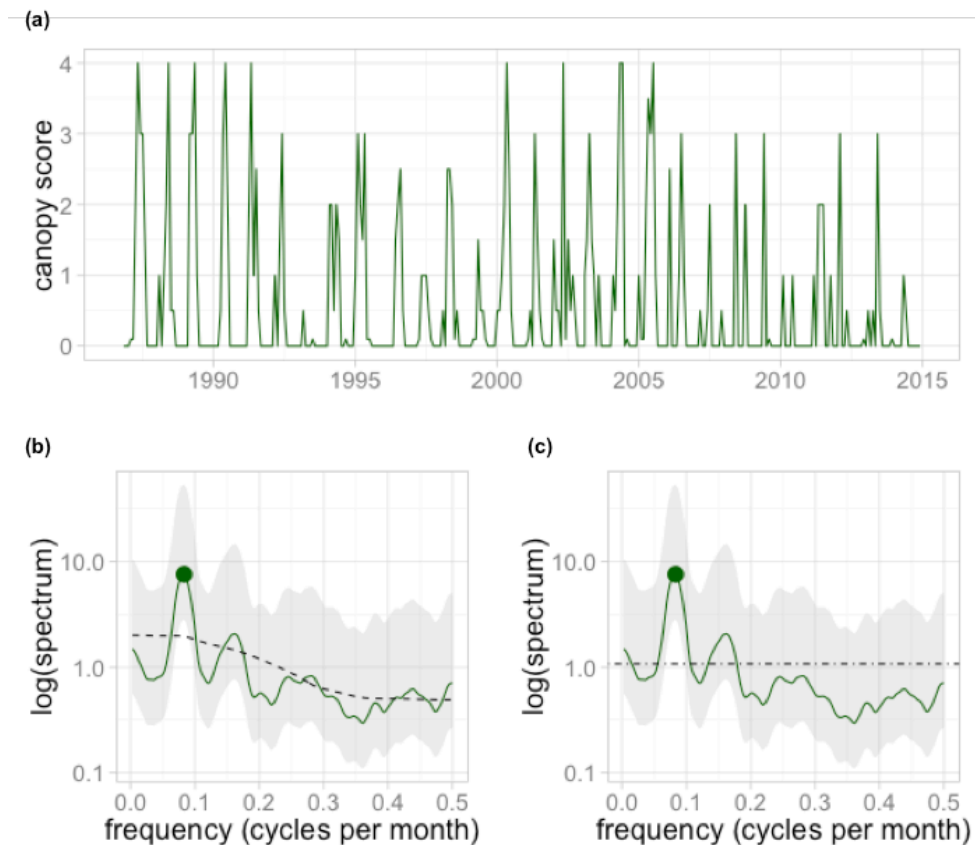 (a)
canopy score
4
3
2
1
0
1990 1995 2000 2005 2010 2015
(b)
log(spectrum)
10.0
1.0
0.1
0.0 0.1 0.2 0.3 0.4 0.5
frequency (cycles per month)
(c)
log(spectrum)
10.0
1.0
0.1
0.0 0.1 0.2 0.3 0.4 0.5
frequency (cycles per month)